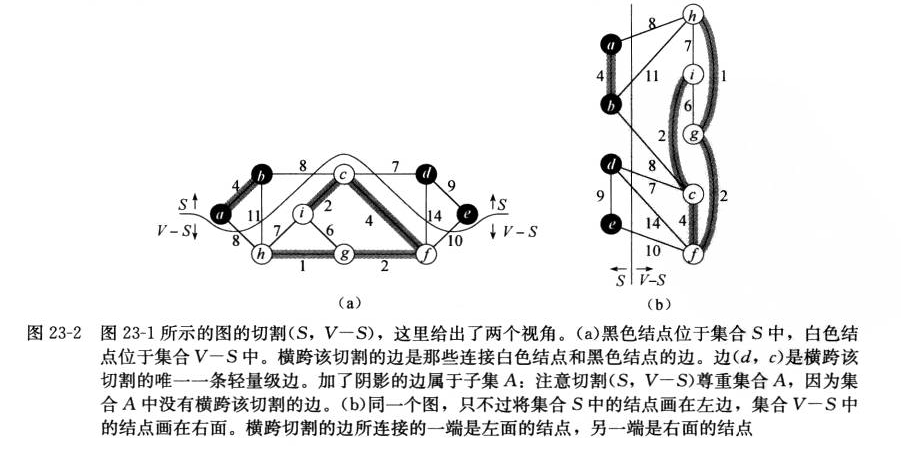 8
7
b
c
d
4
9
S
a
11
i
2
4
14
e
S
V-S
8
7
6
10
V-S
h
1
g
2
f
(a)
8
h
a
7
4
11
i
1
b
6
2
g
d
8
9
7
c
2
e
14
4
10
f
S
V-S
(b)
图 23-2 图 23-1 所示的图的切割(S, V-S),这里给出了两个视角。(a)黑色结点位于集合 S 中,白色结
点位于集合 V-S 中。横跨该切割的边是那些连接白色结点和黑色结点的边。边(d, c)是横跨该
切割的唯一一条轻量级边。加了阴影的边属于子集 A;注意切割(S, V-S)尊重集合 A,因为集
合 A 中没有横跨该切割的边。(b)同一个图,只不过将集合 S 中的结点画在左边,集合 V-S 中
的结点画在右面。横跨切割的边所连接的一端是左面的结点,另一端是右面的结点